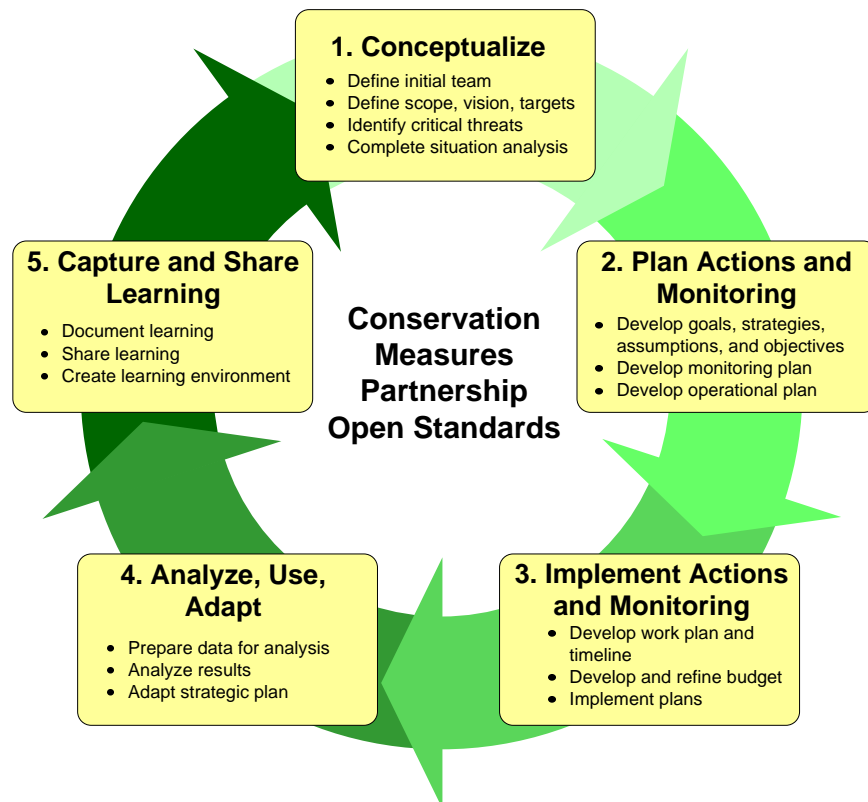 1. Conceptualize
• Define initial team
• Define scope, vision, targets
• Identify critical threats
• Complete situation analysis
2. Plan Actions and
Monitoring
• Develop goals, strategies,
assumptions, and objectives
• Develop monitoring plan
• Develop operational plan
3. Implement Actions
and Monitoring
• Develop work plan and
timeline
• Develop and refine budget
• Implement plans
4. Analyze, Use,
Adapt
• Prepare data for analysis
• Analyze results
• Adapt strategic plan
5. Capture and Share
Learning
• Document learning
• Share learning
• Create learning environment
Conservation
Measures
Partnership
Open Standards